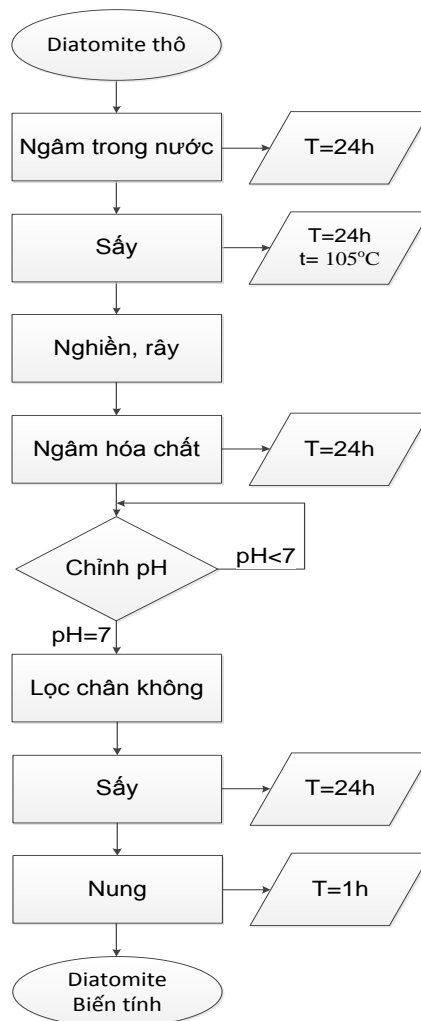 Diatomite thô
Ngâm trong nước
T=24h
Sấy
T=24h
t= 105°C
Nghiền, rây
Ngâm hóa chất
T=24h
Chỉnh pH
pH<7
pH=7
Lọc chân không
Sấy
T=24h
Nung
T=1h
Diatomite
Biến tính